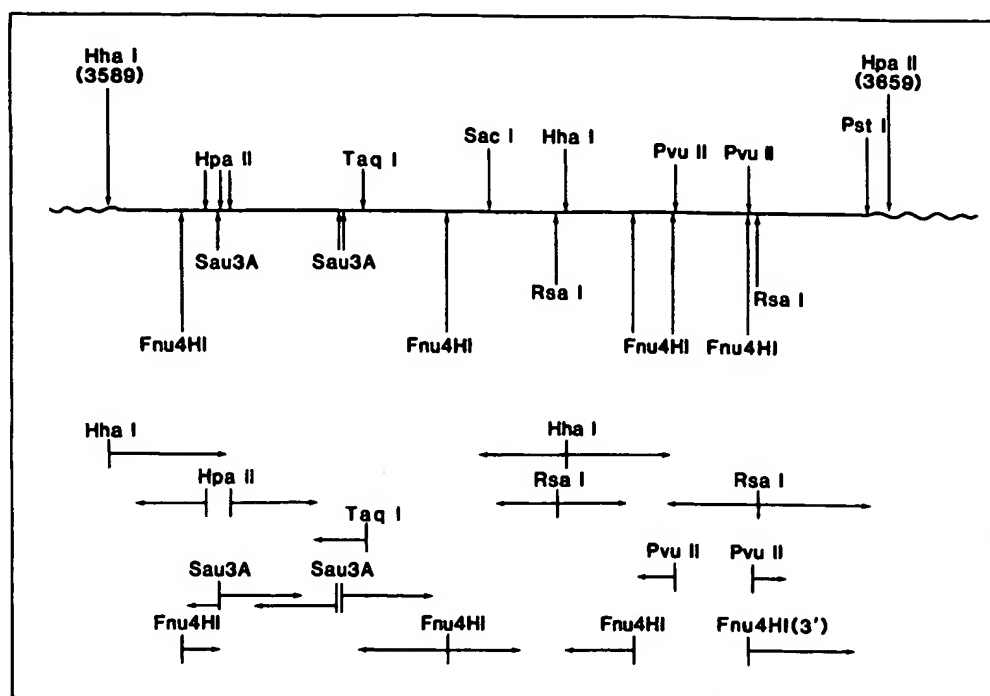 Hha I
(3589)
Hpa II
(3659)
Pst I
Sac I
Hha I
Hpa II
Taq I
Pvu II
Pvu II
Sau3A
Sau3A
Rsa I
Rsa I
Fnu4HI
Fnu4HI
Fnu4HI
Fnu4HI
Hha I
Hha I
Hpa II
Rsa I
Rsa I
Taq I
Pvu II
Pvu II
Sau3A
Sau3A
Fnu4HI
Fnu4HI
Fnu4HI
Fnu4HI(3')